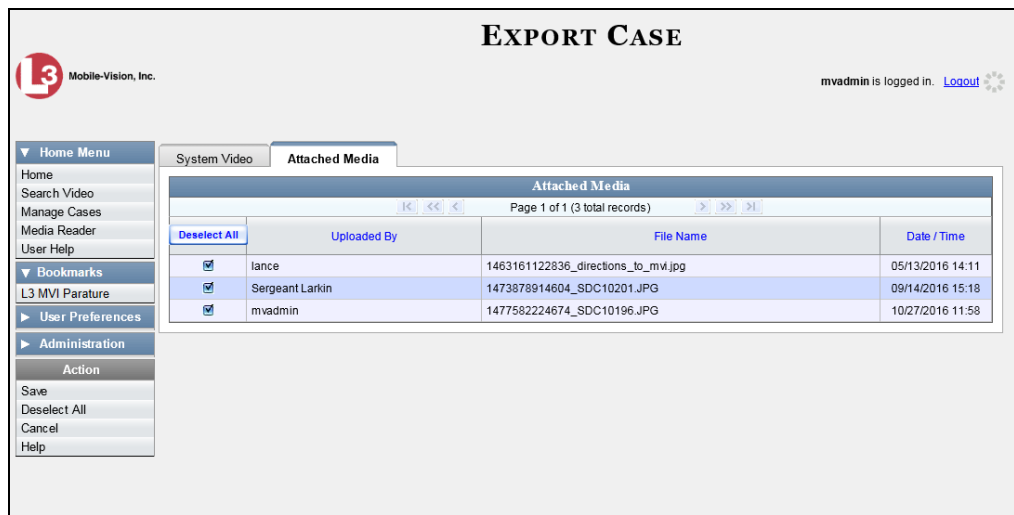 EXPORT CASE
L3 Mobile-Vision, Inc.
mvadmin is logged in. Logout
▼ Home Menu
Home
Search Video
Manage Cases
Media Reader
User Help
▼ Bookmarks
L3 MVI Parature
▶ User Preferences
▶ Administration
Action
Save
Deselect All
Cancel
Help
System Video Attached Media
Attached Media
|< << < Page 1 of 1 (3 total records) > >> >|
Deselect All Uploaded By File Name Date / Time
lance 1463161122836_directions_to_mvi.jpg 05/13/2016 14:11
Sergeant Larkin 1473878914604_SDC10201.JPG 09/14/2016 15:18
mvadmin 1477582224674_SDC10196.JPG 10/27/2016 11:58